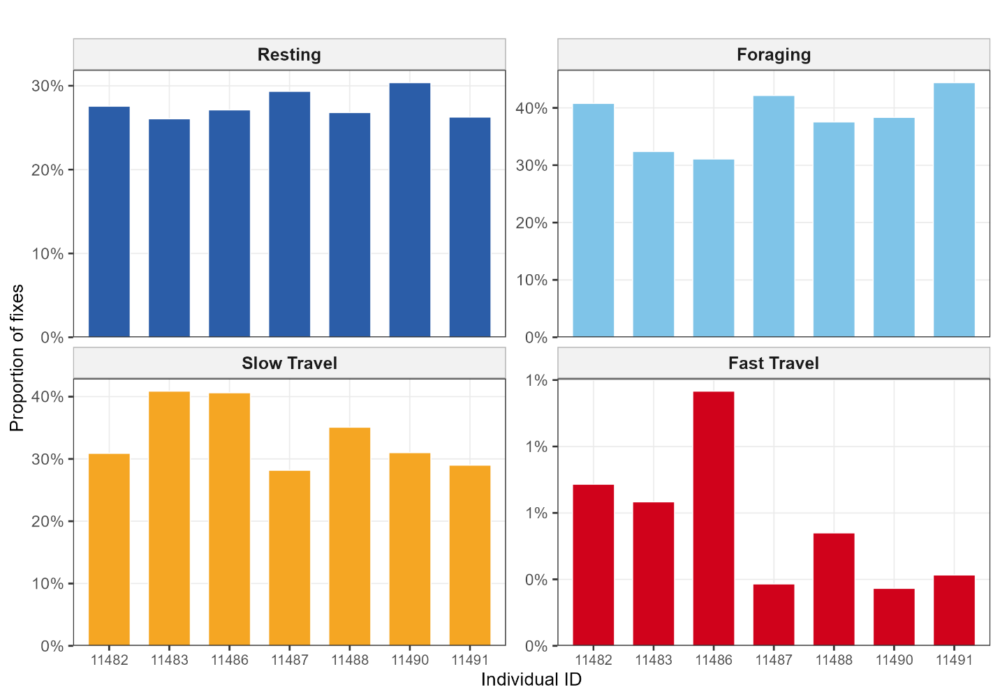 Resting
Foraging
30%
20%
10%
0%
40%
30%
20%
10%
0%
Slow Travel
Fast Travel
40%
30%
20%
10%
0%
1%
1%
1%
0%
0%
11482 11483 11486 11487 11488 11490 11491
11482 11483 11486 11487 11488 11490 11491
Individual ID
Proportion of fixes